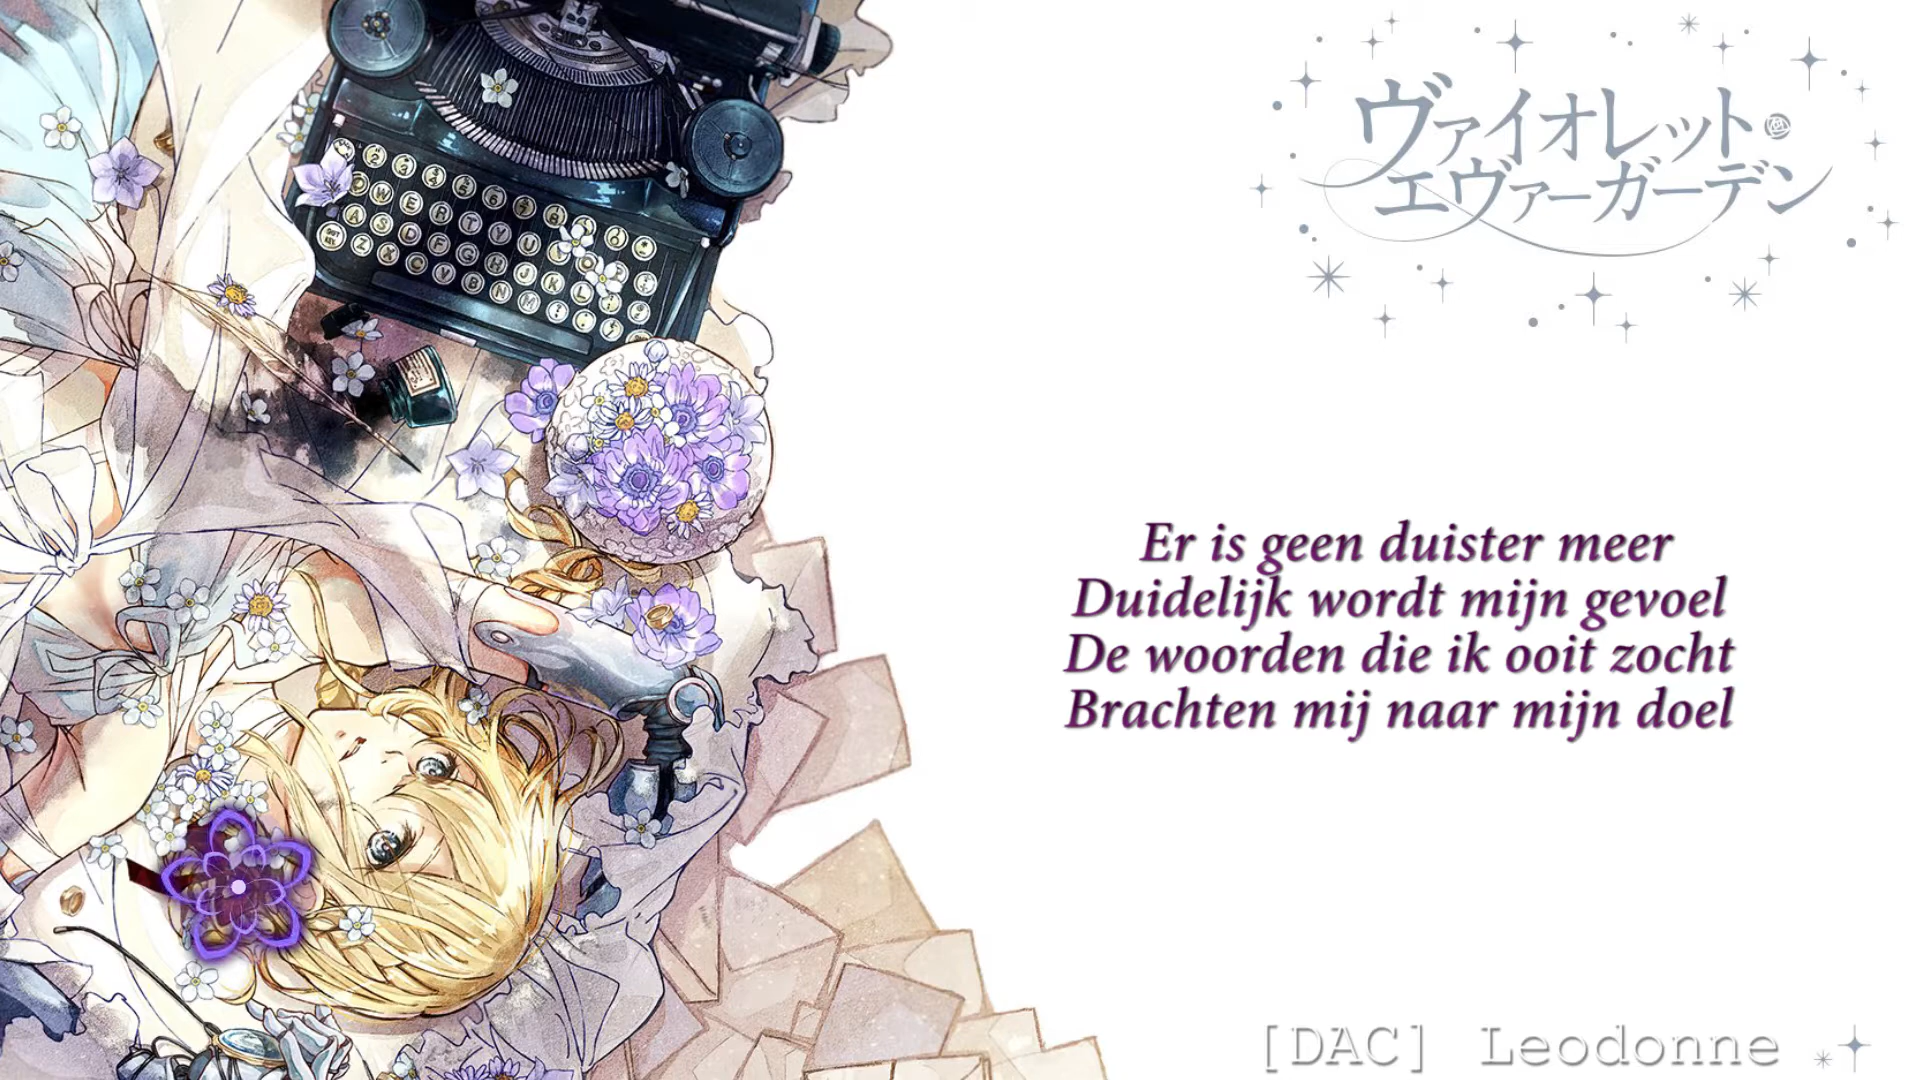 ヴァイオレット・
エヴァーガーデン
Er is geen duister meer
Duidelijk wordt mijn gevoel
De woorden die ik ooit zocht
Brachten mij naar mijn doel
[DAC] Leodonne